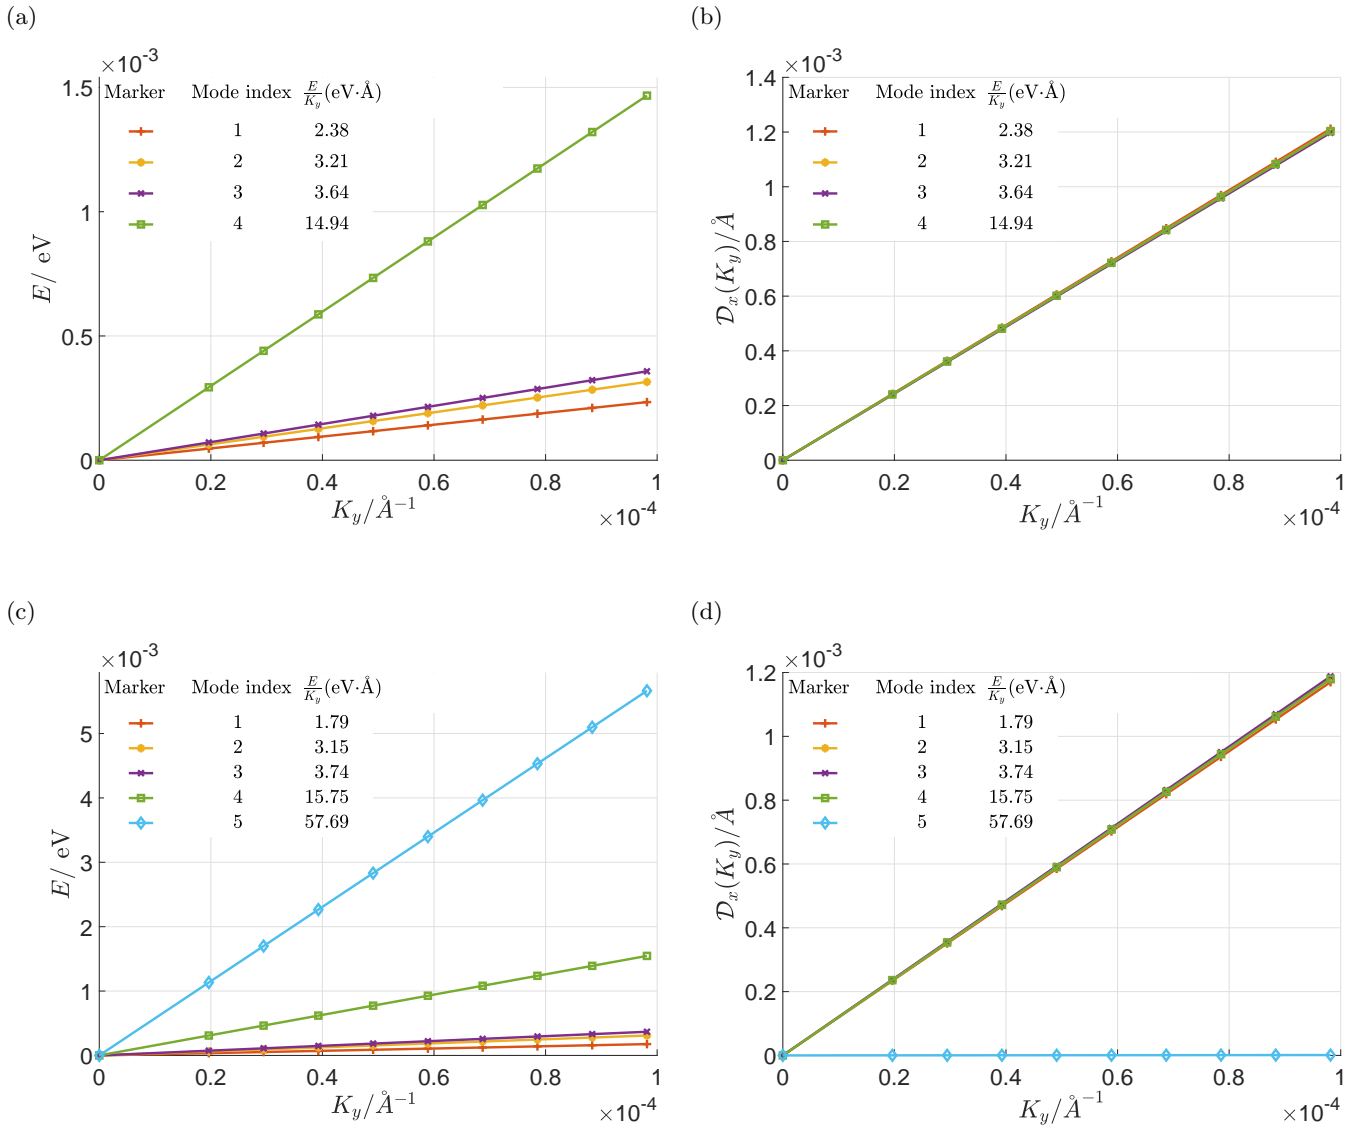 (a)
×10⁻³
Marker Mode index E/K_y(eV·Å)
1 2.38
2 3.21
3 3.64
4 14.94
1.5
1
0.5
0
E/ eV
0 0.2 0.4 0.6 0.8 1
K_y/Å⁻¹
×10⁻⁴
(b)
×10⁻³
Marker Mode index E/K_y(eV·Å)
1 2.38
2 3.21
3 3.64
4 14.94
1.4
1.2
1
0.8
0.6
0.4
0.2
0
𝒟_x(K_y)/Å
0 0.2 0.4 0.6 0.8 1
K_y/Å⁻¹
×10⁻⁴
(c)
×10⁻³
Marker Mode index E/K_y(eV·Å)
1 1.79
2 3.15
3 3.74
4 15.75
5 57.69
5
4
3
2
1
0
E/ eV
0 0.2 0.4 0.6 0.8 1
K_y/Å⁻¹
×10⁻⁴
(d)
×10⁻³
Marker Mode index E/K_y(eV·Å)
1 1.79
2 3.15
3 3.74
4 15.75
5 57.69
1.2
1
0.8
0.6
0.4
0.2
0
𝒟_x(K_y)/Å
0 0.2 0.4 0.6 0.8 1
K_y/Å⁻¹
×10⁻⁴